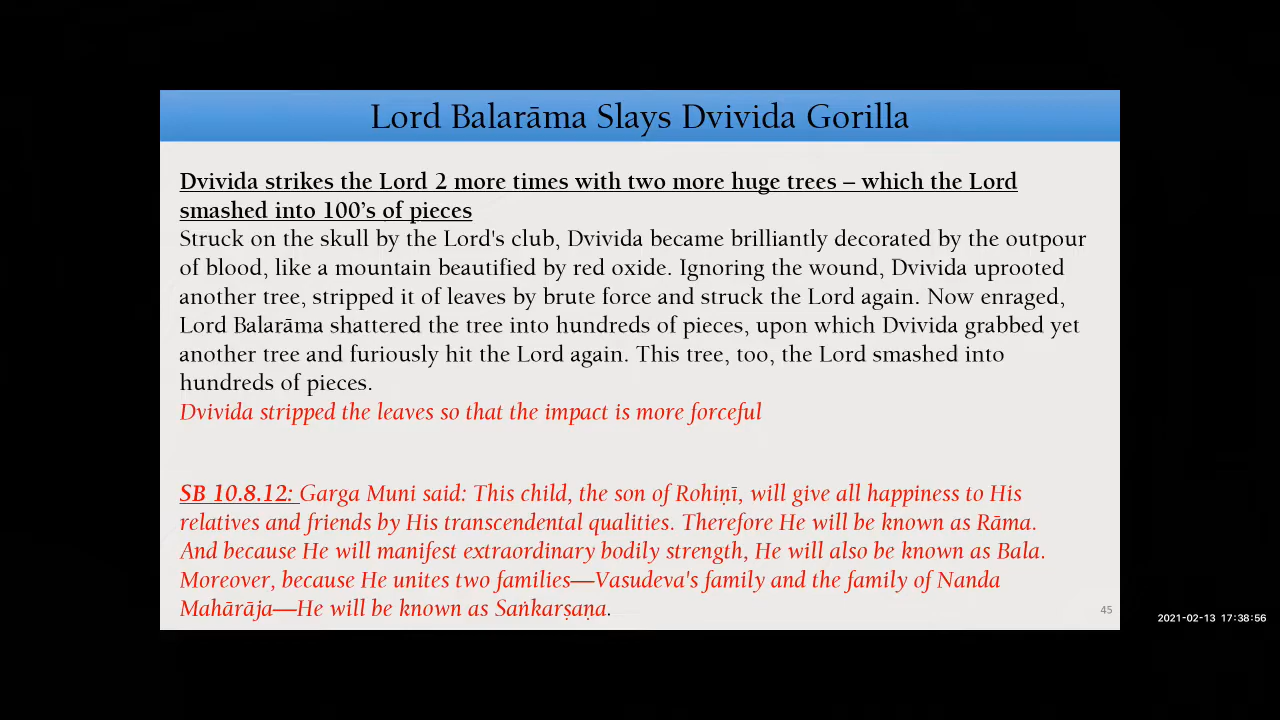 Lord Balarāma Slays Dvivida Gorilla
Dvivida strikes the Lord 2 more times with two more huge trees – which the Lord
smashed into 100's of pieces
Struck on the skull by the Lord's club, Dvivida became brilliantly decorated by the outpour
of blood, like a mountain beautified by red oxide. Ignoring the wound, Dvivida uprooted
another tree, stripped it of leaves by brute force and struck the Lord again. Now enraged,
Lord Balarāma shattered the tree into hundreds of pieces, upon which Dvivida grabbed yet
another tree and furiously hit the Lord again. This tree, too, the Lord smashed into
hundreds of pieces.
Dvivida stripped the leaves so that the impact is more forceful
SB 10.8.12: Garga Muni said: This child, the son of Rohiṇī, will give all happiness to His
relatives and friends by His transcendental qualities. Therefore He will be known as Rāma.
And because He will manifest extraordinary bodily strength, He will also be known as Bala.
Moreover, because He unites two families—Vasudeva's family and the family of Nanda
Mahārāja—He will be known as Saṅkarṣaṇa.
45
2021-02-13 17:38:56